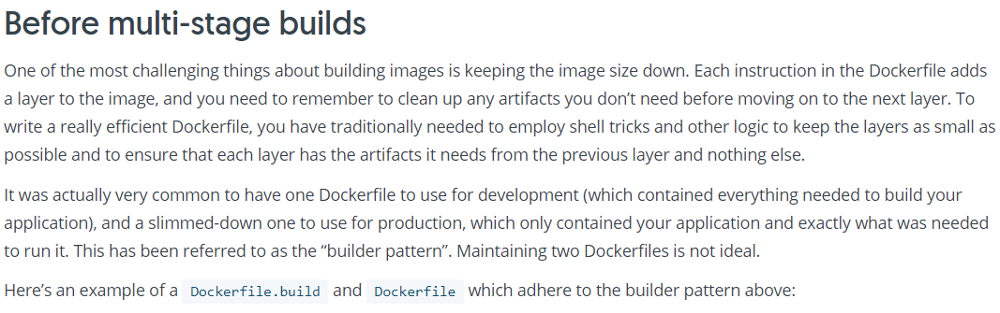 Before multi-stage builds
One of the most challenging things about building images is keeping the image size down. Each instruction in the Dockerfile adds
a layer to the image, and you need to remember to clean up any artifacts you don’t need before moving on to the next layer. To
write a really efficient Dockerfile, you have traditionally needed to employ shell tricks and other logic to keep the layers as small as
possible and to ensure that each layer has the artifacts it needs from the previous layer and nothing else.
It was actually very common to have one Dockerfile to use for development (which contained everything needed to build your
application), and a slimmed-down one to use for production, which only contained your application and exactly what was needed
to run it. This has been referred to as the “builder pattern”. Maintaining two Dockerfiles is not ideal.
Here’s an example of a Dockerfile.build and Dockerfile which adhere to the builder pattern above: